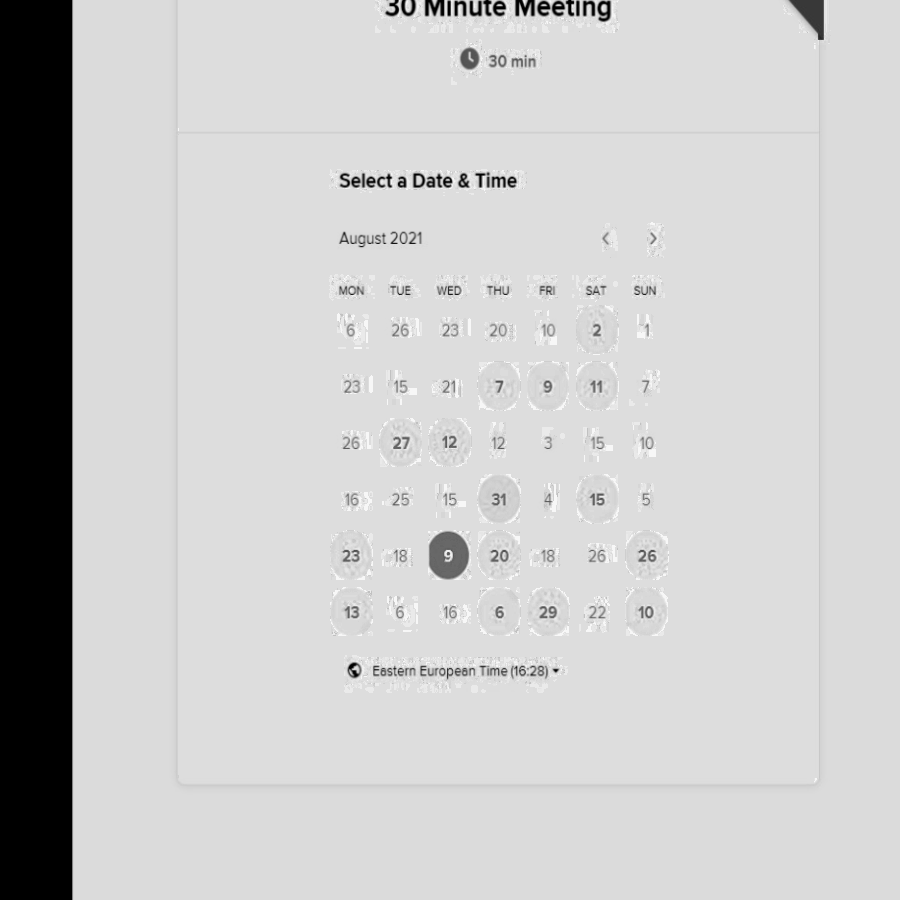 30 Minute Meeting
30 min
Select a Date & Time
August 2021
MON TUE WED THU FRI SAT SUN
6 26 23 20 10 2 1
23 15 21 7 9 11 7
26 27 12 12 3 15 10
16 25 15 31 4 15 5
23 18 9 20 18 26 26
13 6 16 6 29 22 10
Eastern European Time (16:28)